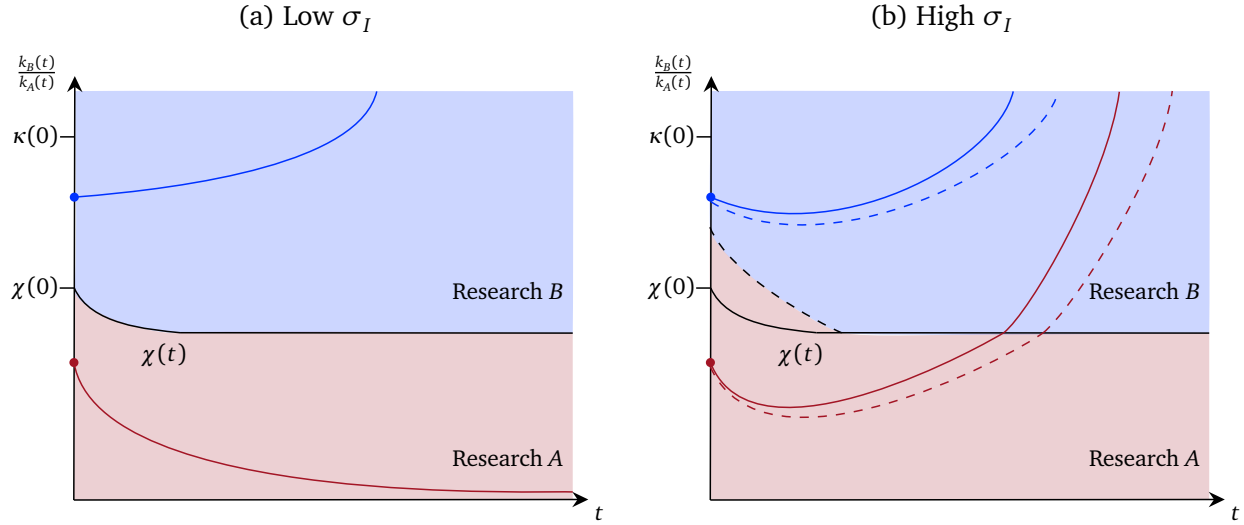 (a) Low σ_I
k_B(t)/k_A(t)
κ(0)
χ(0)
Research B
χ(t)
Research A
t
(b) High σ_I
k_B(t)/k_A(t)
κ(0)
χ(0)
Research B
χ(t)
Research A
t